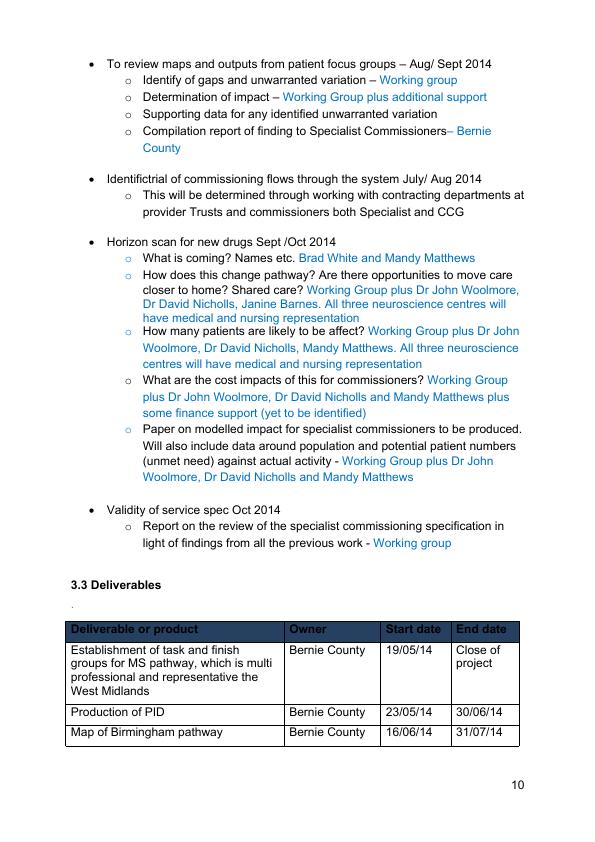 • To review maps and outputs from patient focus groups – Aug/ Sept 2014
o Identify of gaps and unwarranted variation – Working group
o Determination of impact – Working Group plus additional support
o Supporting data for any identified unwarranted variation
o Compilation report of finding to Specialist Commissioners– Bernie
County
• Identifictrial of commissioning flows through the system July/ Aug 2014
o This will be determined through working with contracting departments at
provider Trusts and commissioners both Specialist and CCG
• Horizon scan for new drugs Sept /Oct 2014
o What is coming? Names etc. Brad White and Mandy Matthews
o How does this change pathway? Are there opportunities to move care
closer to home? Shared care? Working Group plus Dr John Woolmore,
Dr David Nicholls, Janine Barnes. All three neuroscience centres will
have medical and nursing representation
o How many patients are likely to be affect? Working Group plus Dr John
Woolmore, Dr David Nicholls, Mandy Matthews. All three neuroscience
centres will have medical and nursing representation
o What are the cost impacts of this for commissioners? Working Group
plus Dr John Woolmore, Dr David Nicholls and Mandy Matthews plus
some finance support (yet to be identified)
o Paper on modelled impact for specialist commissioners to be produced.
Will also include data around population and potential patient numbers
(unmet need) against actual activity - Working Group plus Dr John
Woolmore, Dr David Nicholls and Mandy Matthews
• Validity of service spec Oct 2014
o Report on the review of the specialist commissioning specification in
light of findings from all the previous work - Working group
3.3 Deliverables
.
Deliverable or product Owner Start date End date
Establishment of task and finish Bernie County 19/05/14 Close of
groups for MS pathway, which is multi project
professional and representative the
West Midlands
Production of PID Bernie County 23/05/14 30/06/14
Map of Birmingham pathway Bernie County 16/06/14 31/07/14
10